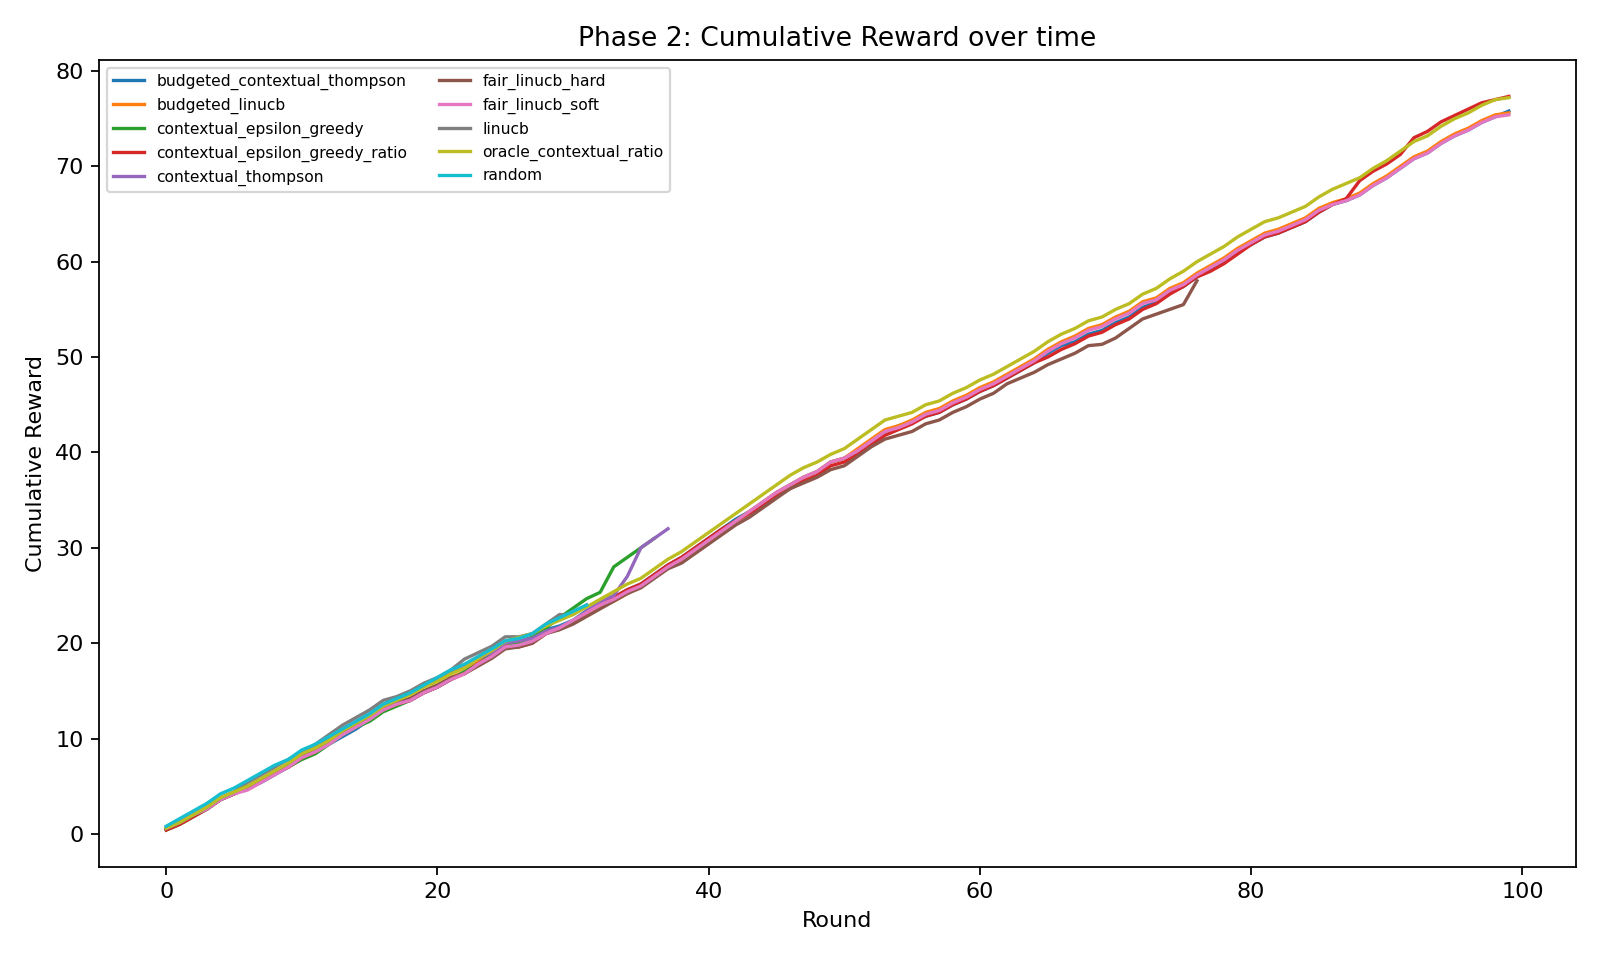 Phase 2: Cumulative Reward over time
budgeted_contextual_thompson
budgeted_linucb
contextual_epsilon_greedy
contextual_epsilon_greedy_ratio
contextual_thompson
fair_linucb_hard
fair_linucb_soft
linucb
oracle_contextual_ratio
random
Cumulative Reward
80
70
60
50
40
30
20
10
0
0 20 40 60 80 100
Round